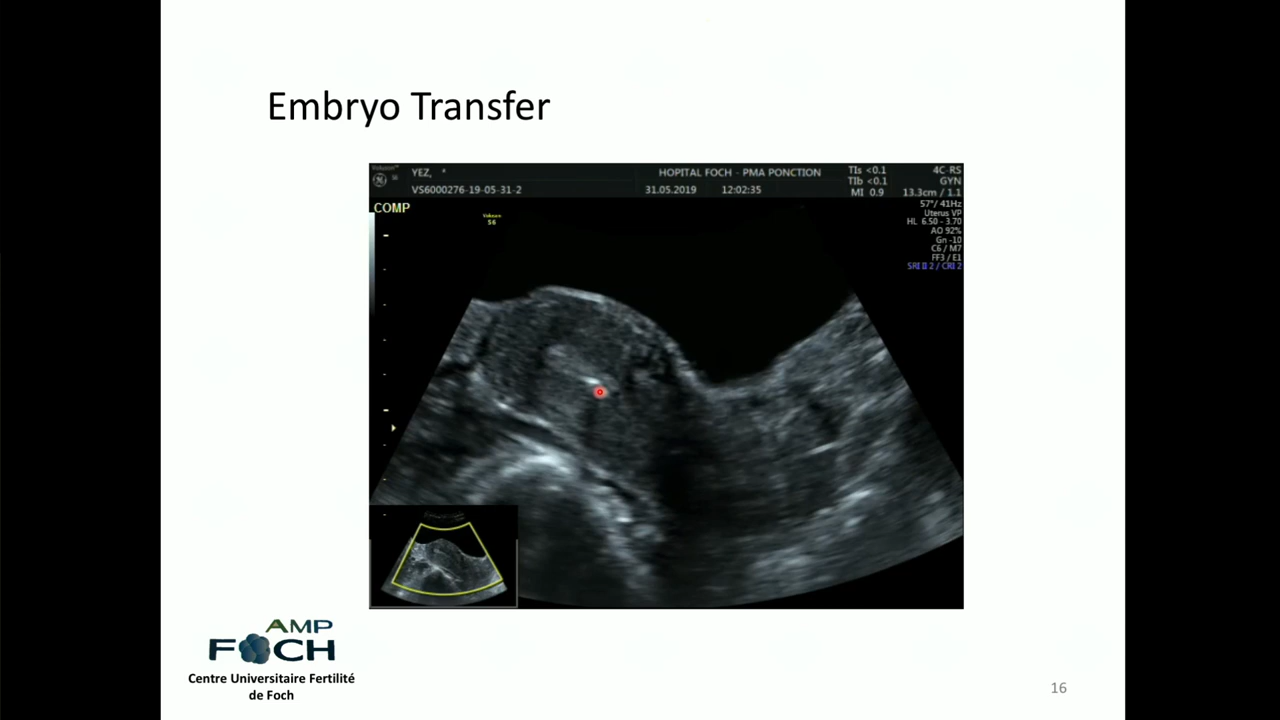 Embryo Transfer
YEZ,
HOPITAL FOCH - PMA PONCTION
TIs <0.1
4C-RS
TIb <0.1
GYN
VS6000276-19-05-31-2
31.05.2019
12:02:35
MI 0.9
13.3cm / 1.1
COMP
57°/ 41Hz
Uterus VP
HL 6.50 - 3.70
AO 92%
Gn -10
C6 / M7
FF3 / E1
SRI II 2 / CRI 2
56
AMP
FOCH
Centre Universitaire Fertilité
de Foch
16